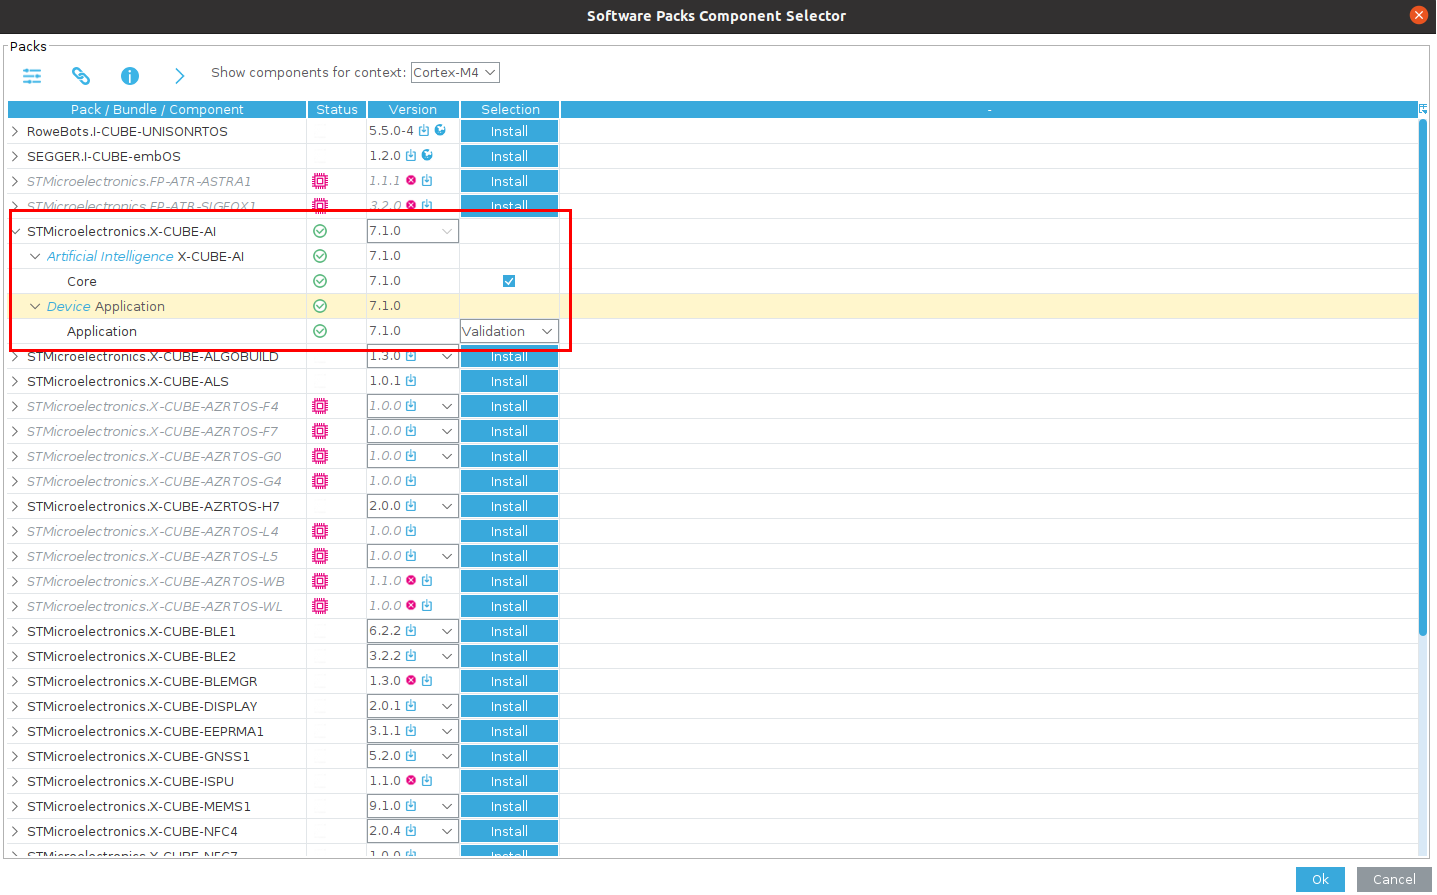 Software Packs Component Selector
Packs
Show components for context: Cortex-M4
Pack / Bundle / Component Status Version Selection -
RoweBots.I-CUBE-UNISONRTOS 5.5.0-4 Install
SEGGER.I-CUBE-embOS 1.2.0 Install
STMicroelectronics.FP-ATR-ASTRA1 1.1.1 Install
STMicroelectronics.FP-ATR-SIGFOX1 3.2.0 Install
STMicroelectronics.X-CUBE-AI 7.1.0
Artificial Intelligence X-CUBE-AI 7.1.0
Core 7.1.0
Device Application 7.1.0
Application 7.1.0 Validation
STMicroelectronics.X-CUBE-ALGOBUILD 1.3.0 Install
STMicroelectronics.X-CUBE-ALS 1.0.1 Install
STMicroelectronics.X-CUBE-AZRTOS-F4 1.0.0 Install
STMicroelectronics.X-CUBE-AZRTOS-F7 1.0.0 Install
STMicroelectronics.X-CUBE-AZRTOS-G0 1.0.0 Install
STMicroelectronics.X-CUBE-AZRTOS-G4 1.0.0 Install
STMicroelectronics.X-CUBE-AZRTOS-H7 2.0.0 Install
STMicroelectronics.X-CUBE-AZRTOS-L4 1.0.0 Install
STMicroelectronics.X-CUBE-AZRTOS-L5 1.0.0 Install
STMicroelectronics.X-CUBE-AZRTOS-WB 1.1.0 Install
STMicroelectronics.X-CUBE-AZRTOS-WL 1.0.0 Install
STMicroelectronics.X-CUBE-BLE1 6.2.2 Install
STMicroelectronics.X-CUBE-BLE2 3.2.2 Install
STMicroelectronics.X-CUBE-BLEMGR 1.3.0 Install
STMicroelectronics.X-CUBE-DISPLAY 2.0.1 Install
STMicroelectronics.X-CUBE-EEPRMA1 3.1.1 Install
STMicroelectronics.X-CUBE-GNSS1 5.2.0 Install
STMicroelectronics.X-CUBE-ISPU 1.1.0 Install
STMicroelectronics.X-CUBE-MEMS1 9.1.0 Install
STMicroelectronics.X-CUBE-NFC4 2.0.4 Install
STMicroelectronics.X-CUBE-NFC7 1.0.0 Install
Ok Cancel